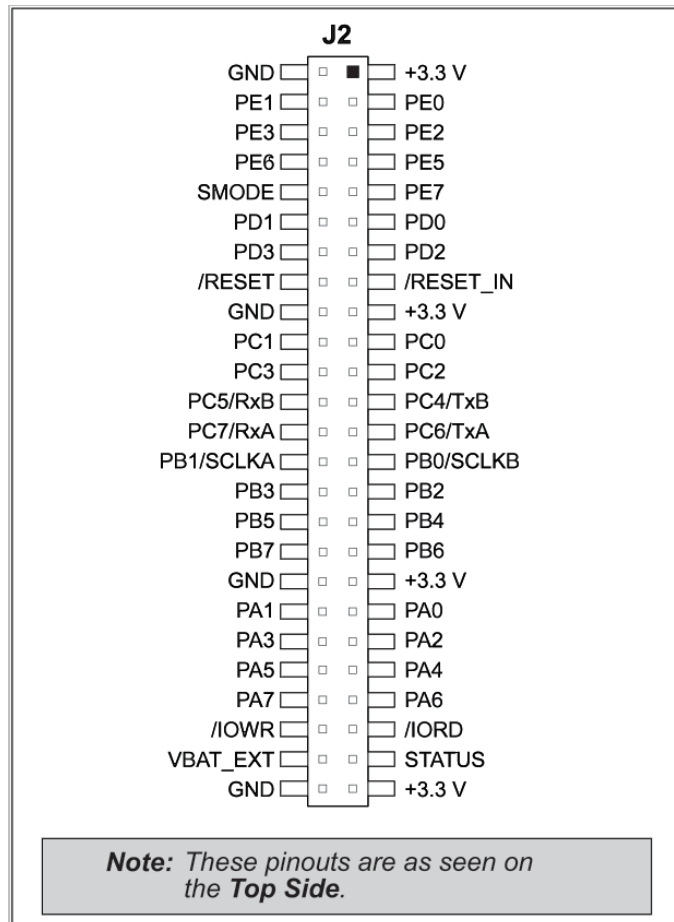 J2
GND +3.3 V
PE1 PE0
PE3 PE2
PE6 PE5
SMODE PE7
PD1 PD0
PD3 PD2
/RESET /RESET_IN
GND +3.3 V
PC1 PC0
PC3 PC2
PC5/RxB PC4/TxB
PC7/RxA PC6/TxA
PB1/SCLKA PB0/SCLKB
PB3 PB2
PB5 PB4
PB7 PB6
GND +3.3 V
PA1 PA0
PA3 PA2
PA5 PA4
PA7 PA6
/IOWR /IORD
VBAT_EXT STATUS
GND +3.3 V
Note: These pinouts are as seen on
the Top Side.